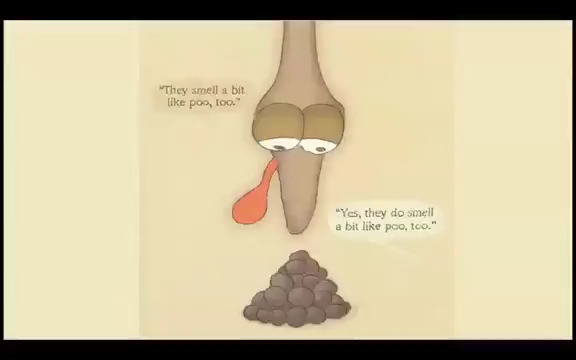 "They smell a bit
like poo, too."
"Yes, they do smell
a bit like poo, too."